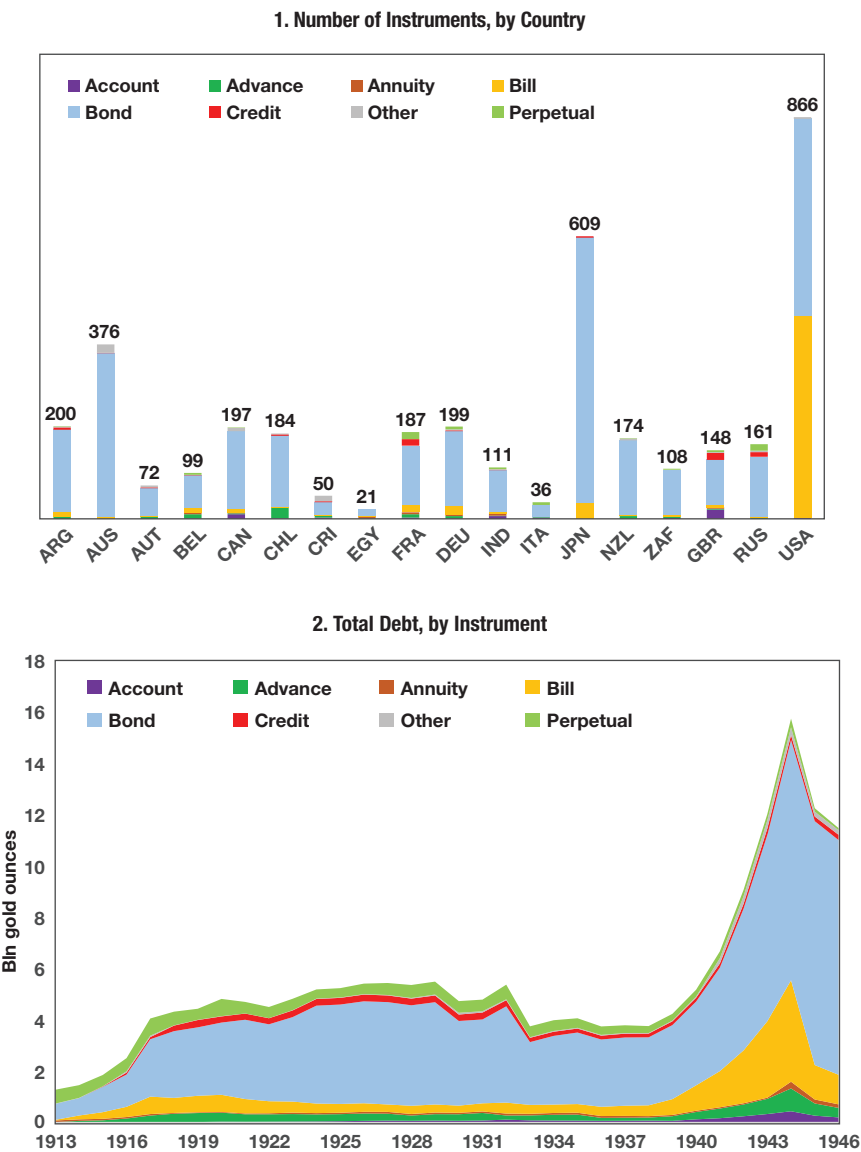 1. Number of Instruments, by Country
Account Advance Annuity Bill
Bond Credit Other Perpetual
866
609
376
200 197 184 187 199 174
72 99 50 21 111 36 108 148 161
ARG AUS AUT BEL CAN CHL CRI EGY FRA DEU IND ITA JPN NZL ZAF GBR RUS USA
2. Total Debt, by Instrument
18
Account Advance Annuity Bill
16
Bond Credit Other Perpetual
14
12
10
8
6
4
2
0
Bln gold ounces
1913 1916 1919 1922 1925 1928 1931 1934 1937 1940 1943 1946